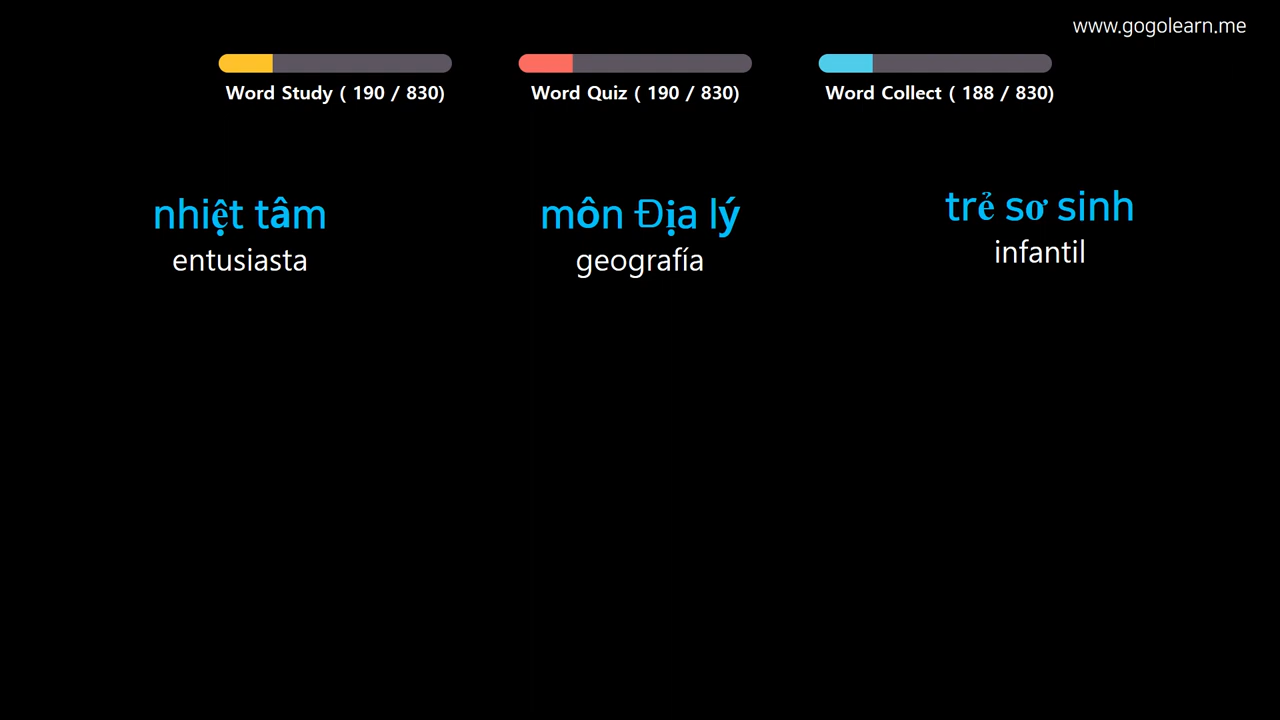 www.gogolearn.me
Word Study ( 190 / 830)
Word Quiz ( 190 / 830)
Word Collect ( 188 / 830)
nhiệt tâm
entusiasta
môn Địa lý
geografía
trẻ sơ sinh
infantil